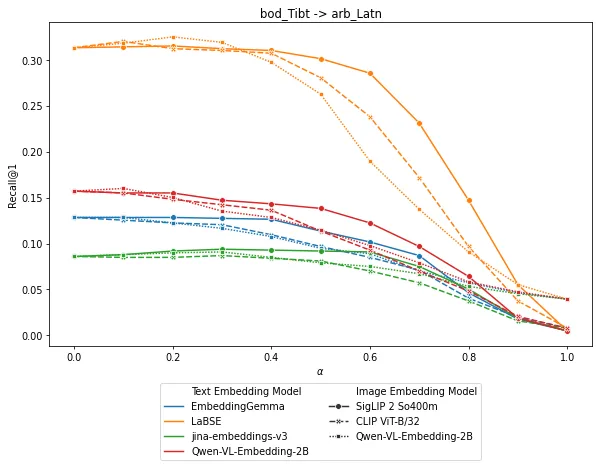 bod_Tibt -> arb_Latn
Recall@1
0.30
0.25
0.20
0.15
0.10
0.05
0.00
0.0 0.2 0.4 0.6 0.8 1.0
α
Text Embedding Model Image Embedding Model
EmbeddingGemma SigLIP 2 So400m
LaBSE CLIP ViT-B/32
jina-embeddings-v3 Qwen-VL-Embedding-2B
Qwen-VL-Embedding-2B